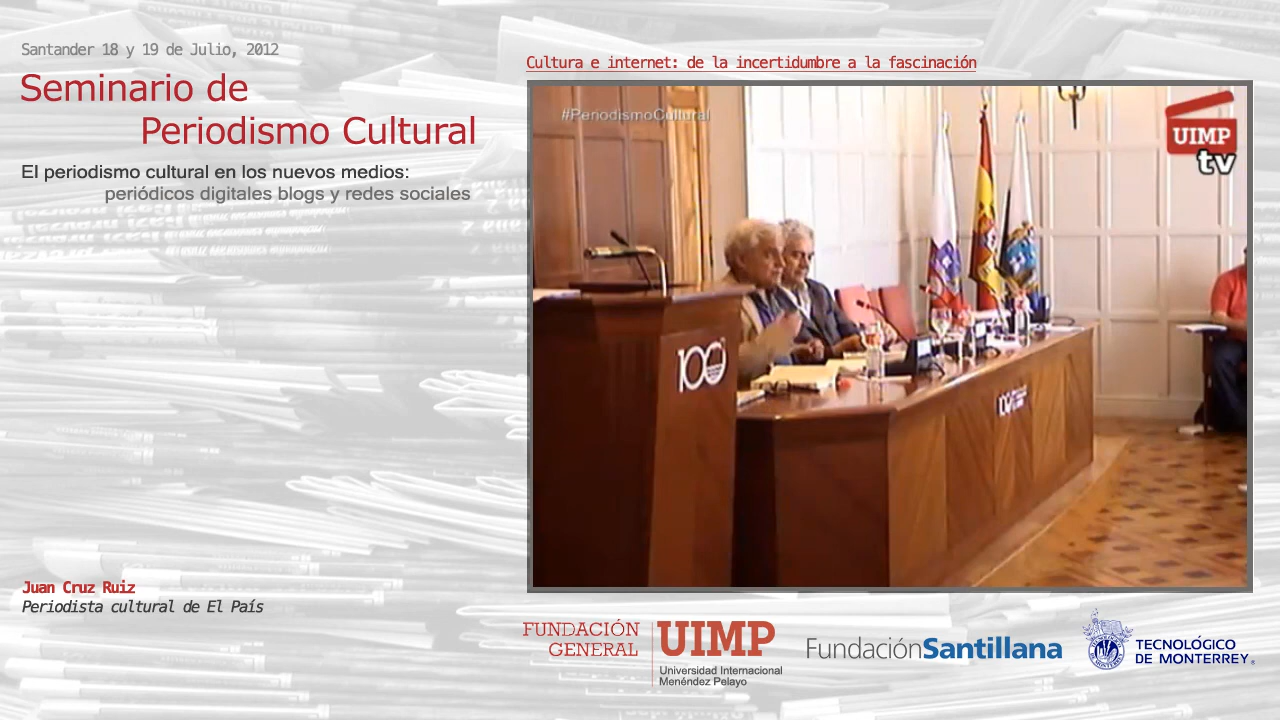 Santander 18 y 19 de Julio, 2012
Seminario de
Periodismo Cultural
El periodismo cultural en los nuevos medios:
periódicos digitales blogs y redes sociales
Cultura e internet: de la incertidumbre a la fascinación
#PeriodismoCultural
UIMP
tv
100
100
Juan Cruz Ruiz
Periodista cultural de El País
FUNDACIÓN
GENERAL
UIMP
Universidad Internacional
Menéndez Pelayo
FundaciónSantillana
TECNOLÓGICO
DE MONTERREY®